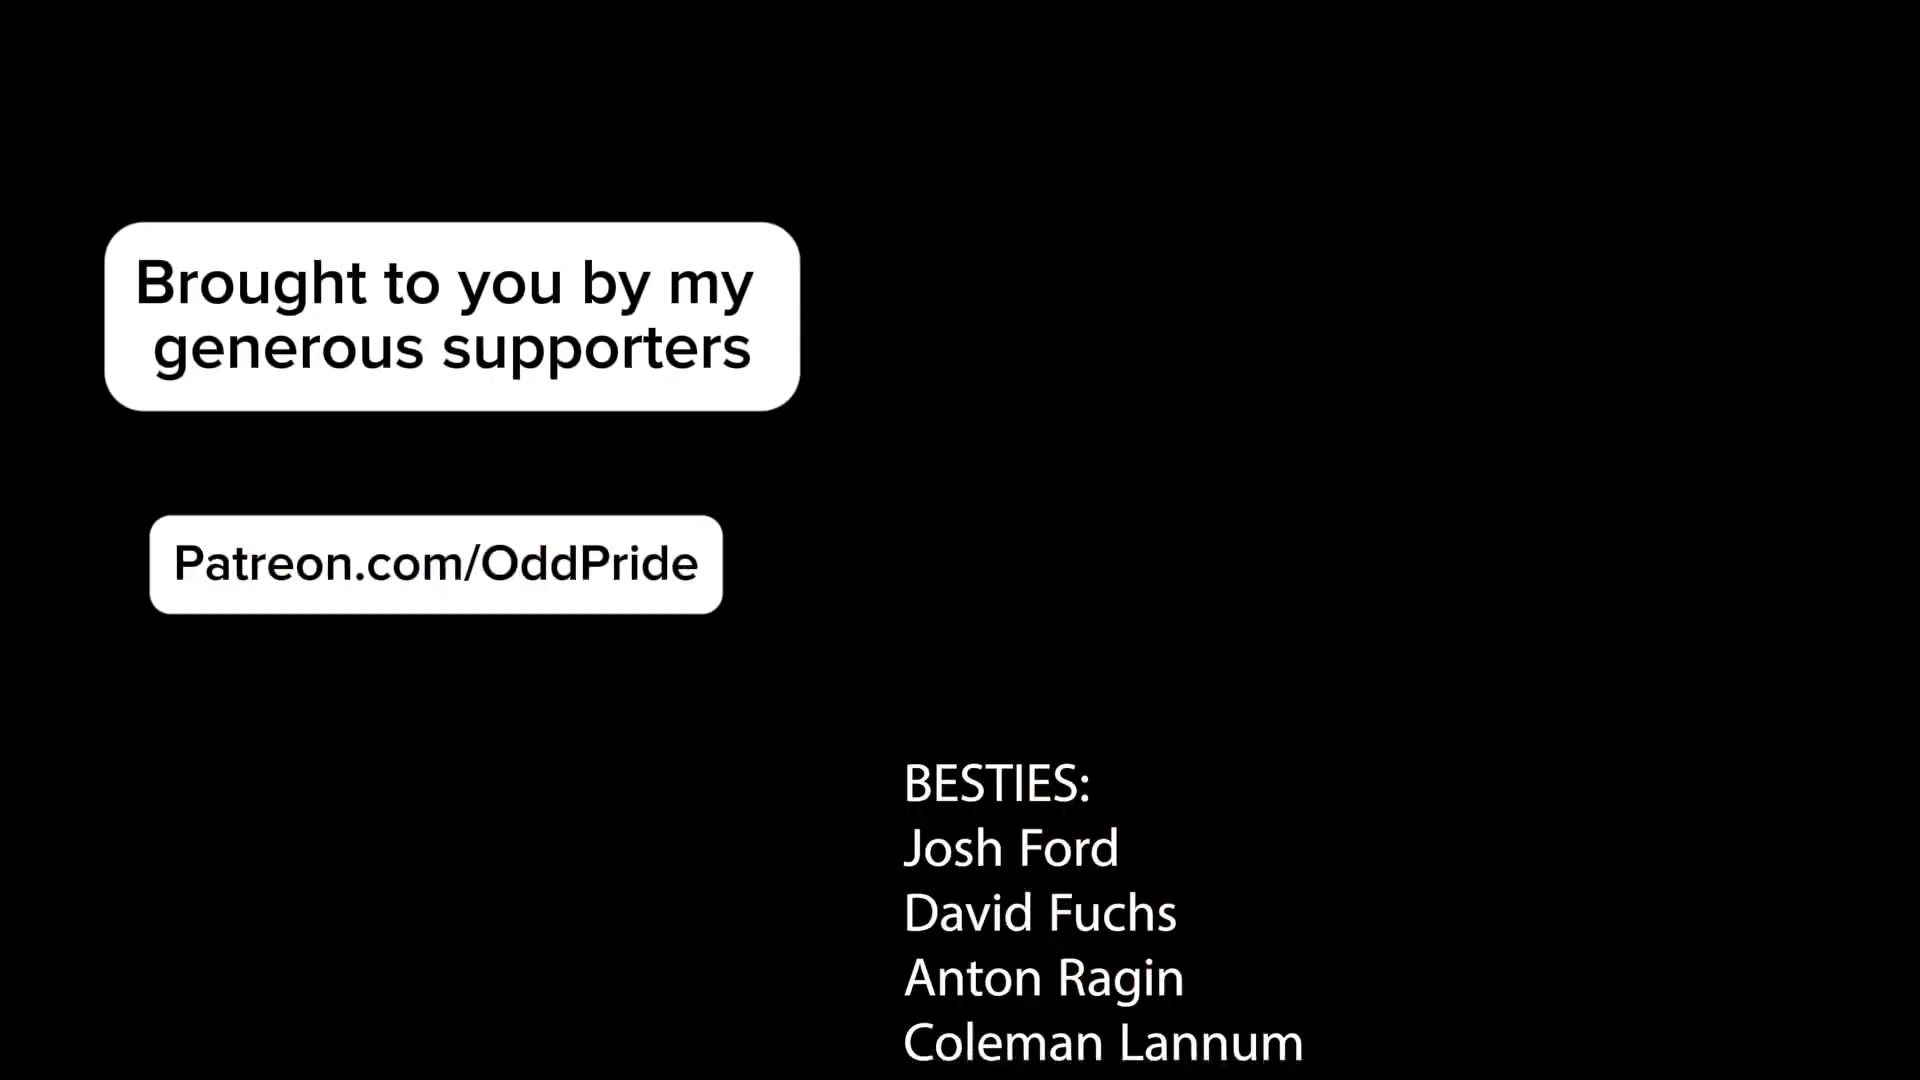 Brought to you by my
generous supporters
Patreon.com/OddPride
BESTIES:
Josh Ford
David Fuchs
Anton Ragin
Coleman Lannum